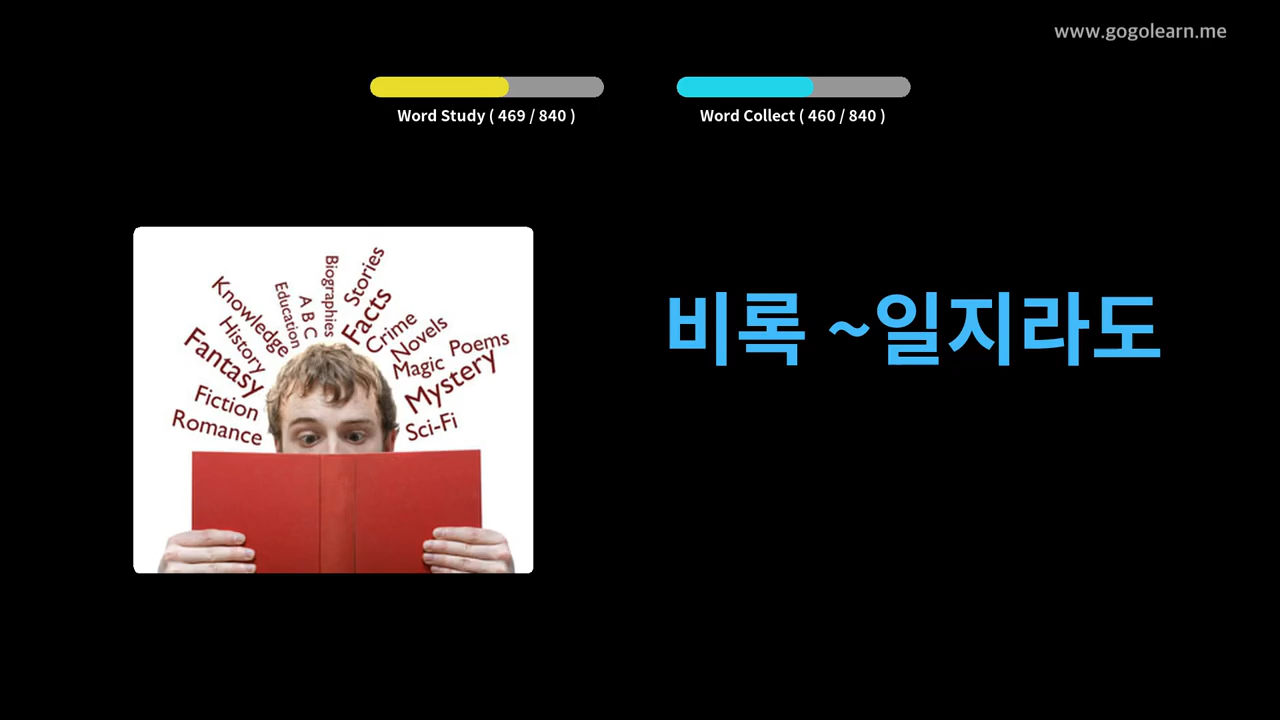 www.gogolearn.me
Word Study ( 469 / 840 )
Word Collect ( 460 / 840 )
비록 ~일지라도
Knowledge
History
Fantasy
Fiction
Romance
Education
A B C
Biographies
Stories
Facts
Crime
Novels
Magic
Poems
Mystery
Sci-Fi